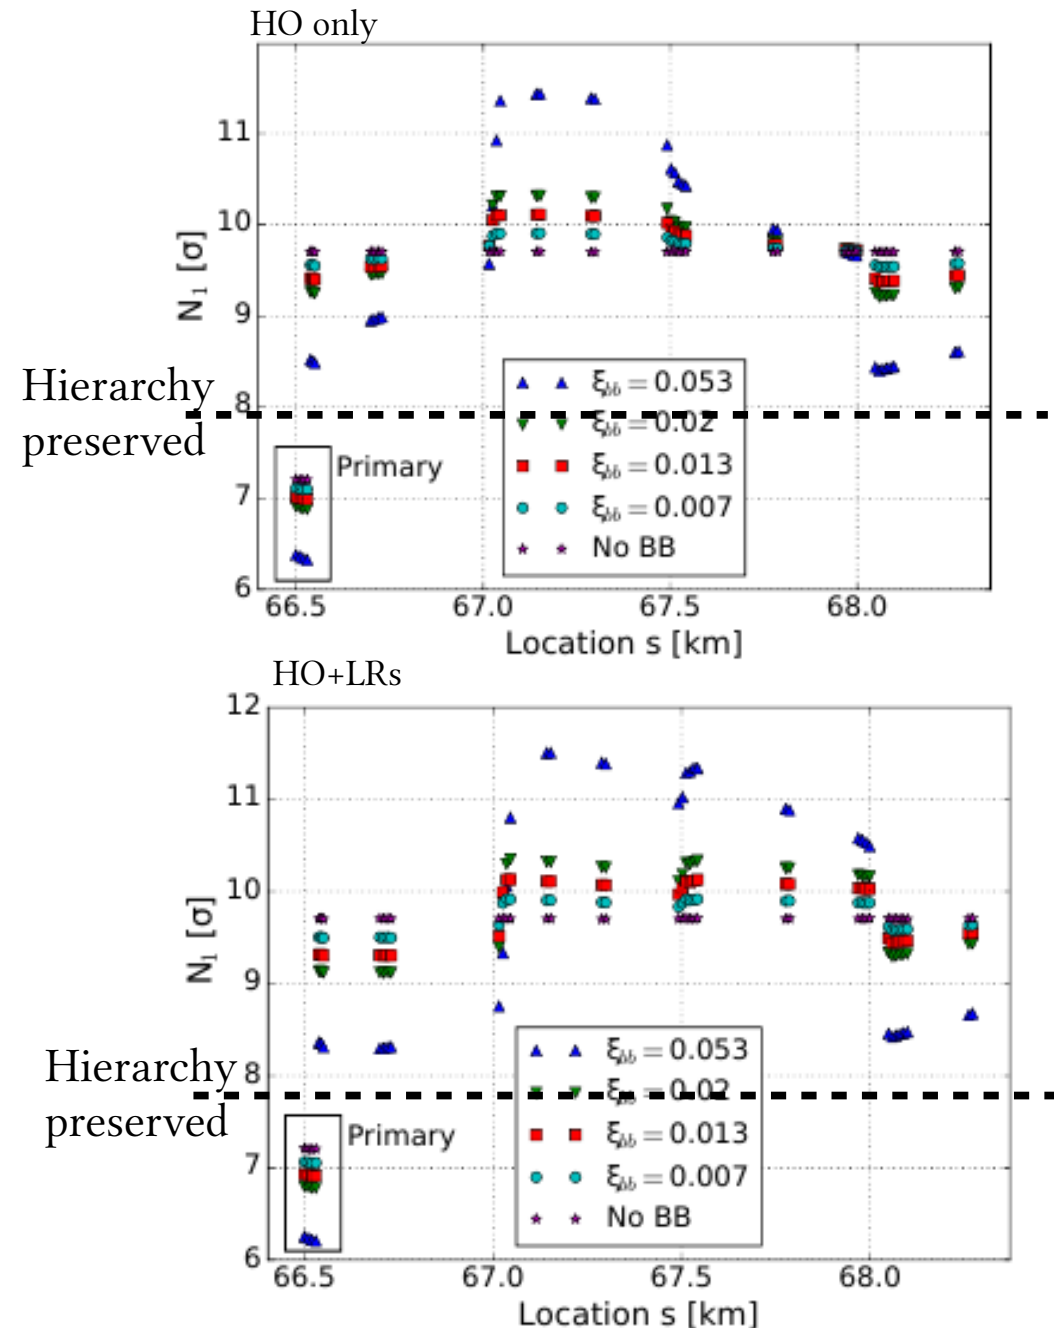 HO only
11
10
9
8
7
6
N₁ [σ]
Hierarchy
preserved
Primary
ξbb = 0.053
ξbb = 0.02
ξbb = 0.013
ξbb = 0.007
No BB
66.5 67.0 67.5 68.0
Location s [km]
HO+LRs
12
11
10
9
8
7
6
N₁ [σ]
Hierarchy
preserved
Primary
ξbb = 0.053
ξbb = 0.02
ξbb = 0.013
ξbb = 0.007
No BB
66.5 67.0 67.5 68.0
Location s [km]